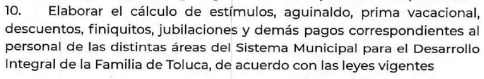 10. Elaborar el cálculo de estímulos, aguinaldo, prima vacacional,
descuentos, finiquitos, jubilaciones y demás pagos correspondientes al
personal de las distintas áreas del Sistema Municipal para el Desarrollo
Integral de la Familia de Toluca, de acuerdo con las leyes vigentes